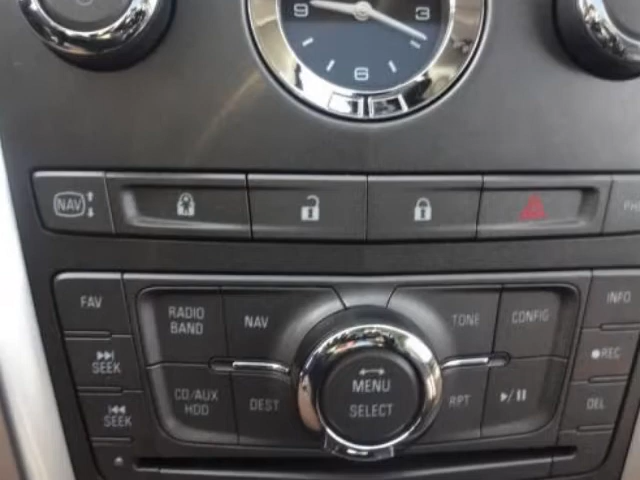 9 3
6
NAV
FAV RADIO BAND NAV TONE CONFIG INFO
SEEK MENU REC
SEEK CD/AUX HDD DEST SELECT RPT DEL